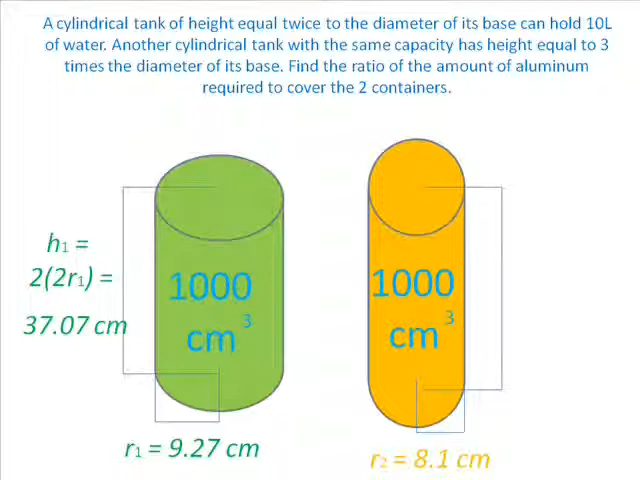 A cylindrical tank of height equal twice to the diameter of its base can hold 10L
of water. Another cylindrical tank with the same capacity has height equal to 3
times the diameter of its base. Find the ratio of the amount of aluminum
required to cover the 2 containers.
h1 =
2(2r1) =
37.07 cm
1000
cm3
r1 = 9.27 cm
1000
cm3
r2 = 8.1 cm